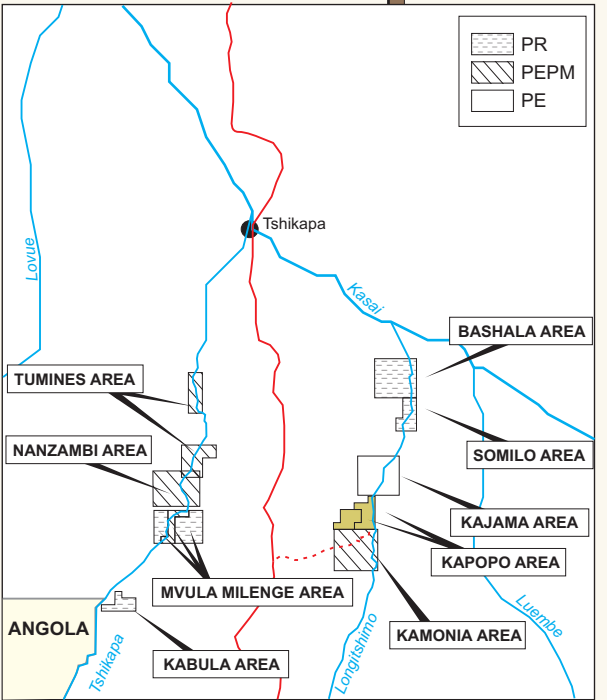 PR
PEPM
PE
Tshikapa
Lovue
Kasai
BASHALA AREA
TUMINES AREA
NANZAMBI AREA
SOMILO AREA
KAJAMA AREA
KAPOPO AREA
MVULA MILENGE AREA
KAMONIA AREA
ANGOLA
KABULA AREA
Tshikapa
Longitshimo
Luembe